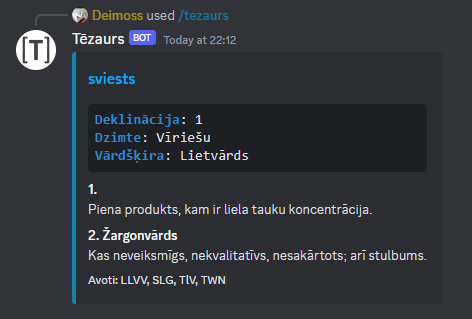 Deimoss used /tezaurs
[T]
Tēzaurs BOT Today at 22:12
sviests
Deklinācija: 1
Dzimte: Vīriešu
Vārdšķira: Lietvārds
1.
Piena produkts, kam ir liela tauku koncentrācija.
2. Žargonvārds
Kas neveiksmīgs, nekvalitatīvs, nesakārtots; arī stulbums.
Avoti: LLVV, SLG, TīV, TWN